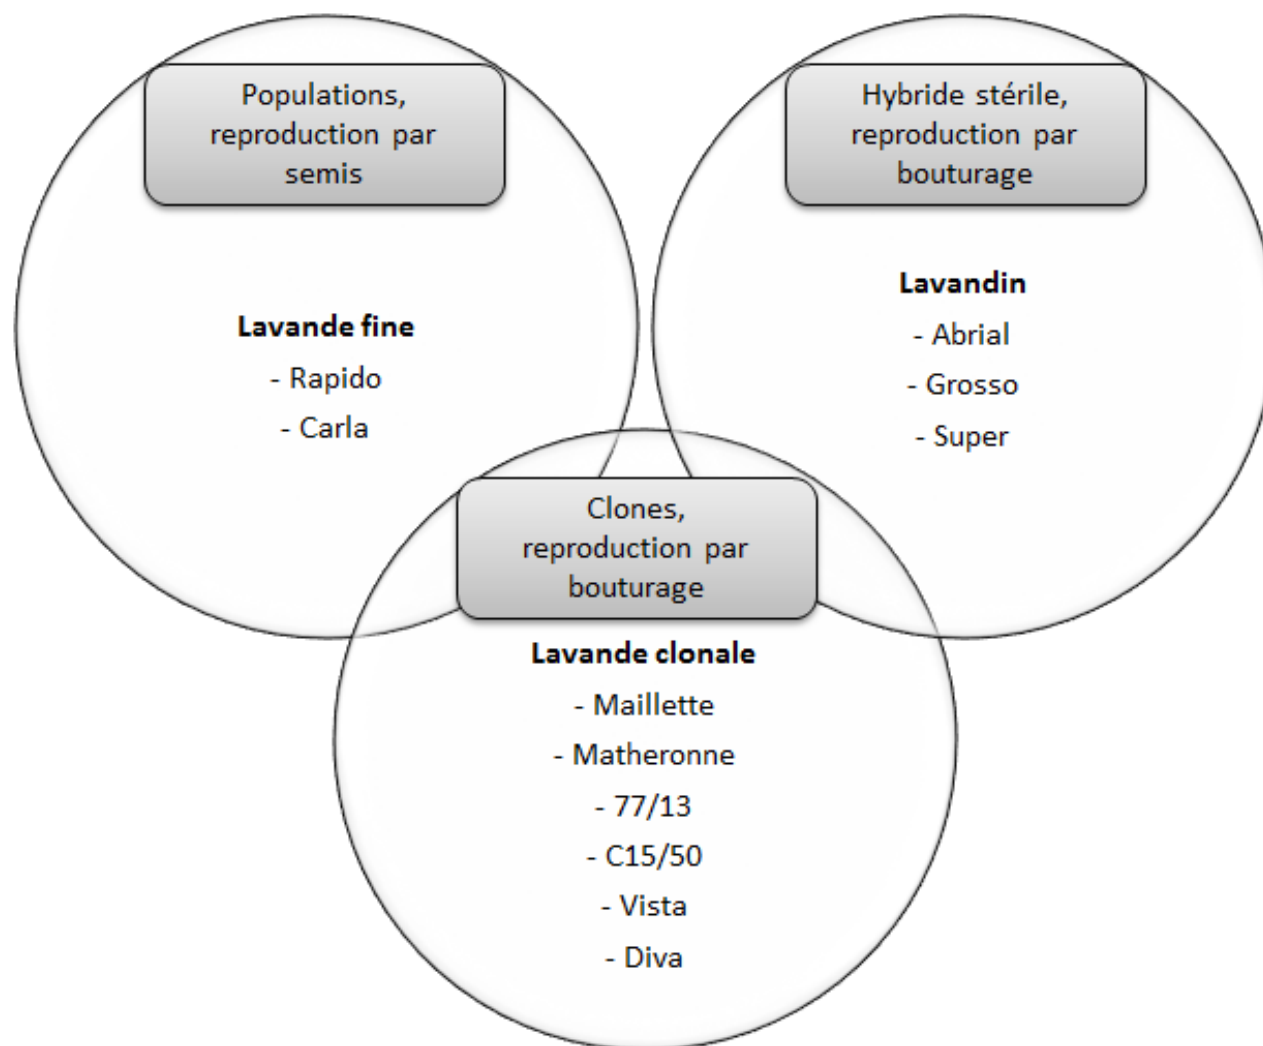 Populations,
reproduction par
semis
Lavande fine
- Rapido
- Carla
Hybride stérile,
reproduction par
bouturage
Lavandin
- Abrial
- Grosso
- Super
Clones,
reproduction par
bouturage
Lavande clonale
- Maillette
- Matheronne
- 77/13
- C15/50
- Vista
- Diva